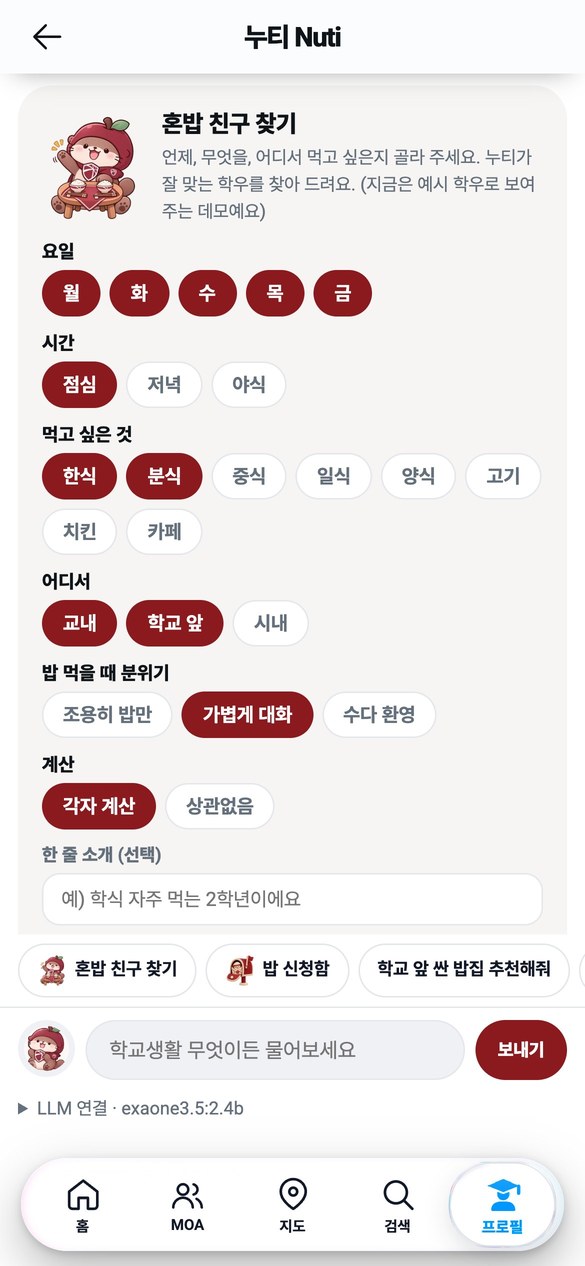 누티 Nuti
혼밥 친구 찾기
언제, 무엇을, 어디서 먹고 싶은지 골라 주세요. 누티가
잘 맞는 학우를 찾아 드려요. (지금은 예시 학우로 보여
주는 데모예요)
요일
월 화 수 목 금
시간
점심 저녁 야식
먹고 싶은 것
한식 분식 중식 일식 양식 고기
치킨 카페
어디서
교내 학교 앞 시내
밥 먹을 때 분위기
조용히 밥만 가볍게 대화 수다 환영
계산
각자 계산 상관없음
한 줄 소개 (선택)
예) 학식 자주 먹는 2학년이에요
혼밥 친구 찾기 밥 신청함 학교 앞 싼 밥집 추천해줘
학교생활 무엇이든 물어보세요 보내기
▶ LLM 연결 · exaone3.5:2.4b
홈 MOA 지도 검색 프로필